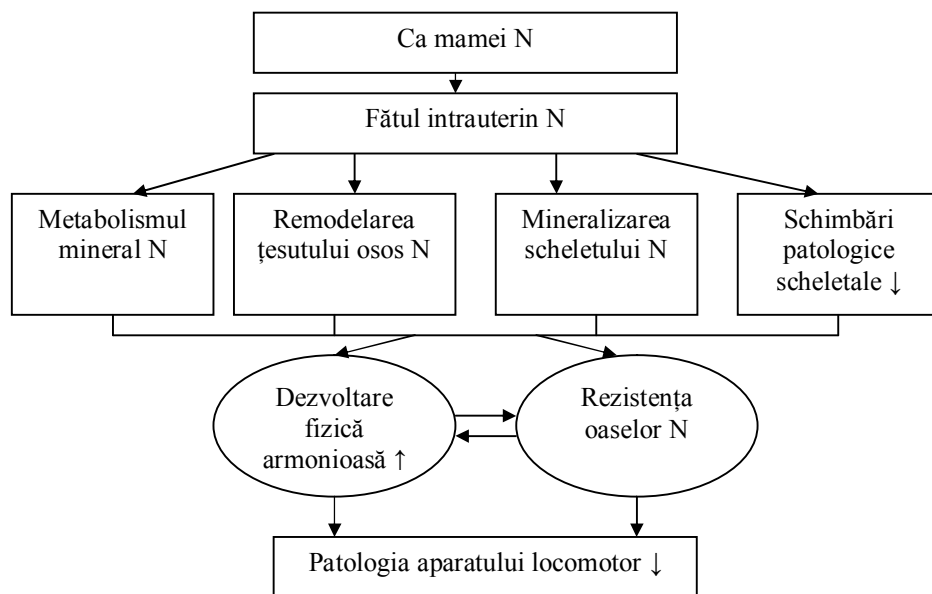 Ca mamei N
Fătul intrauterin N
Metabolismul
mineral N
Remodelarea
țesutului osos N
Mineralizarea
scheletului N
Schimbări
patologice
scheletale ↓
Dezvoltare
fizică
armonioasă ↑
Rezistența
oaselor N
Patologia aparatului locomotor ↓